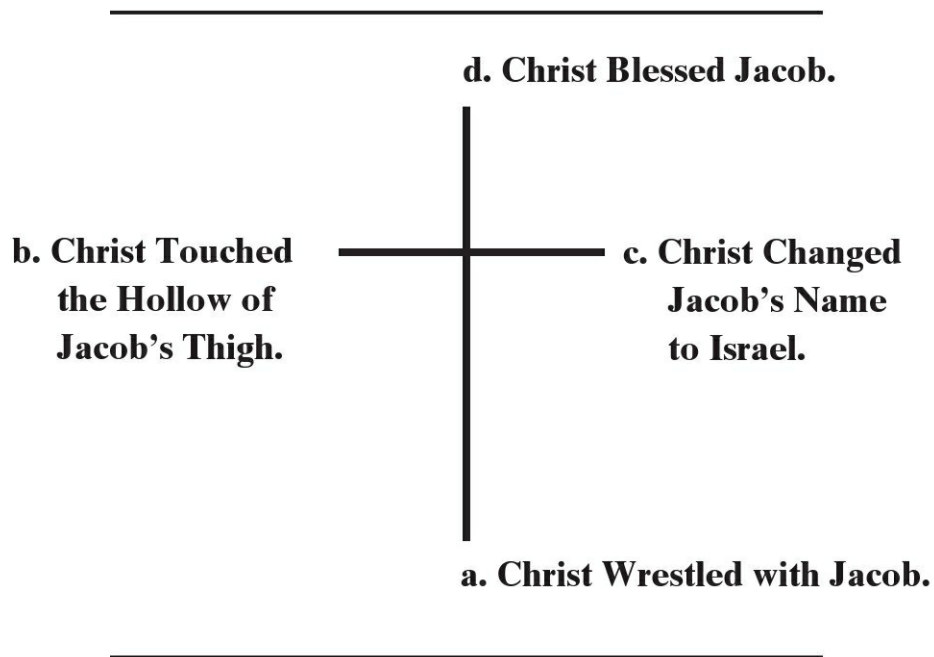 d. Christ Blessed Jacob.
b. Christ Touched
the Hollow of
Jacob’s Thigh.
c. Christ Changed
Jacob’s Name
to Israel.
a. Christ Wrestled with Jacob.